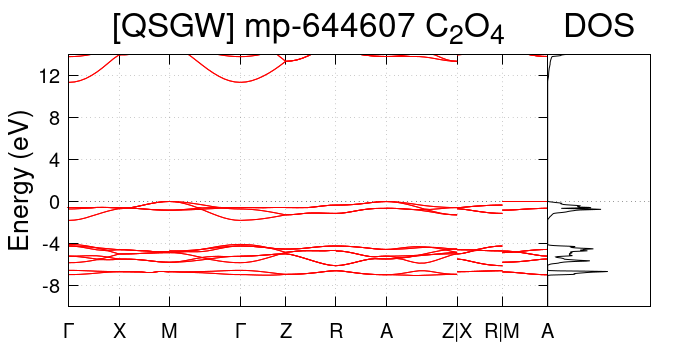 [QSGW] mp-644607 C₂O₄ DOS
Energy (eV)
12
8
4
0
-4
-8
Γ X M Γ Z R A Z|X R|M A